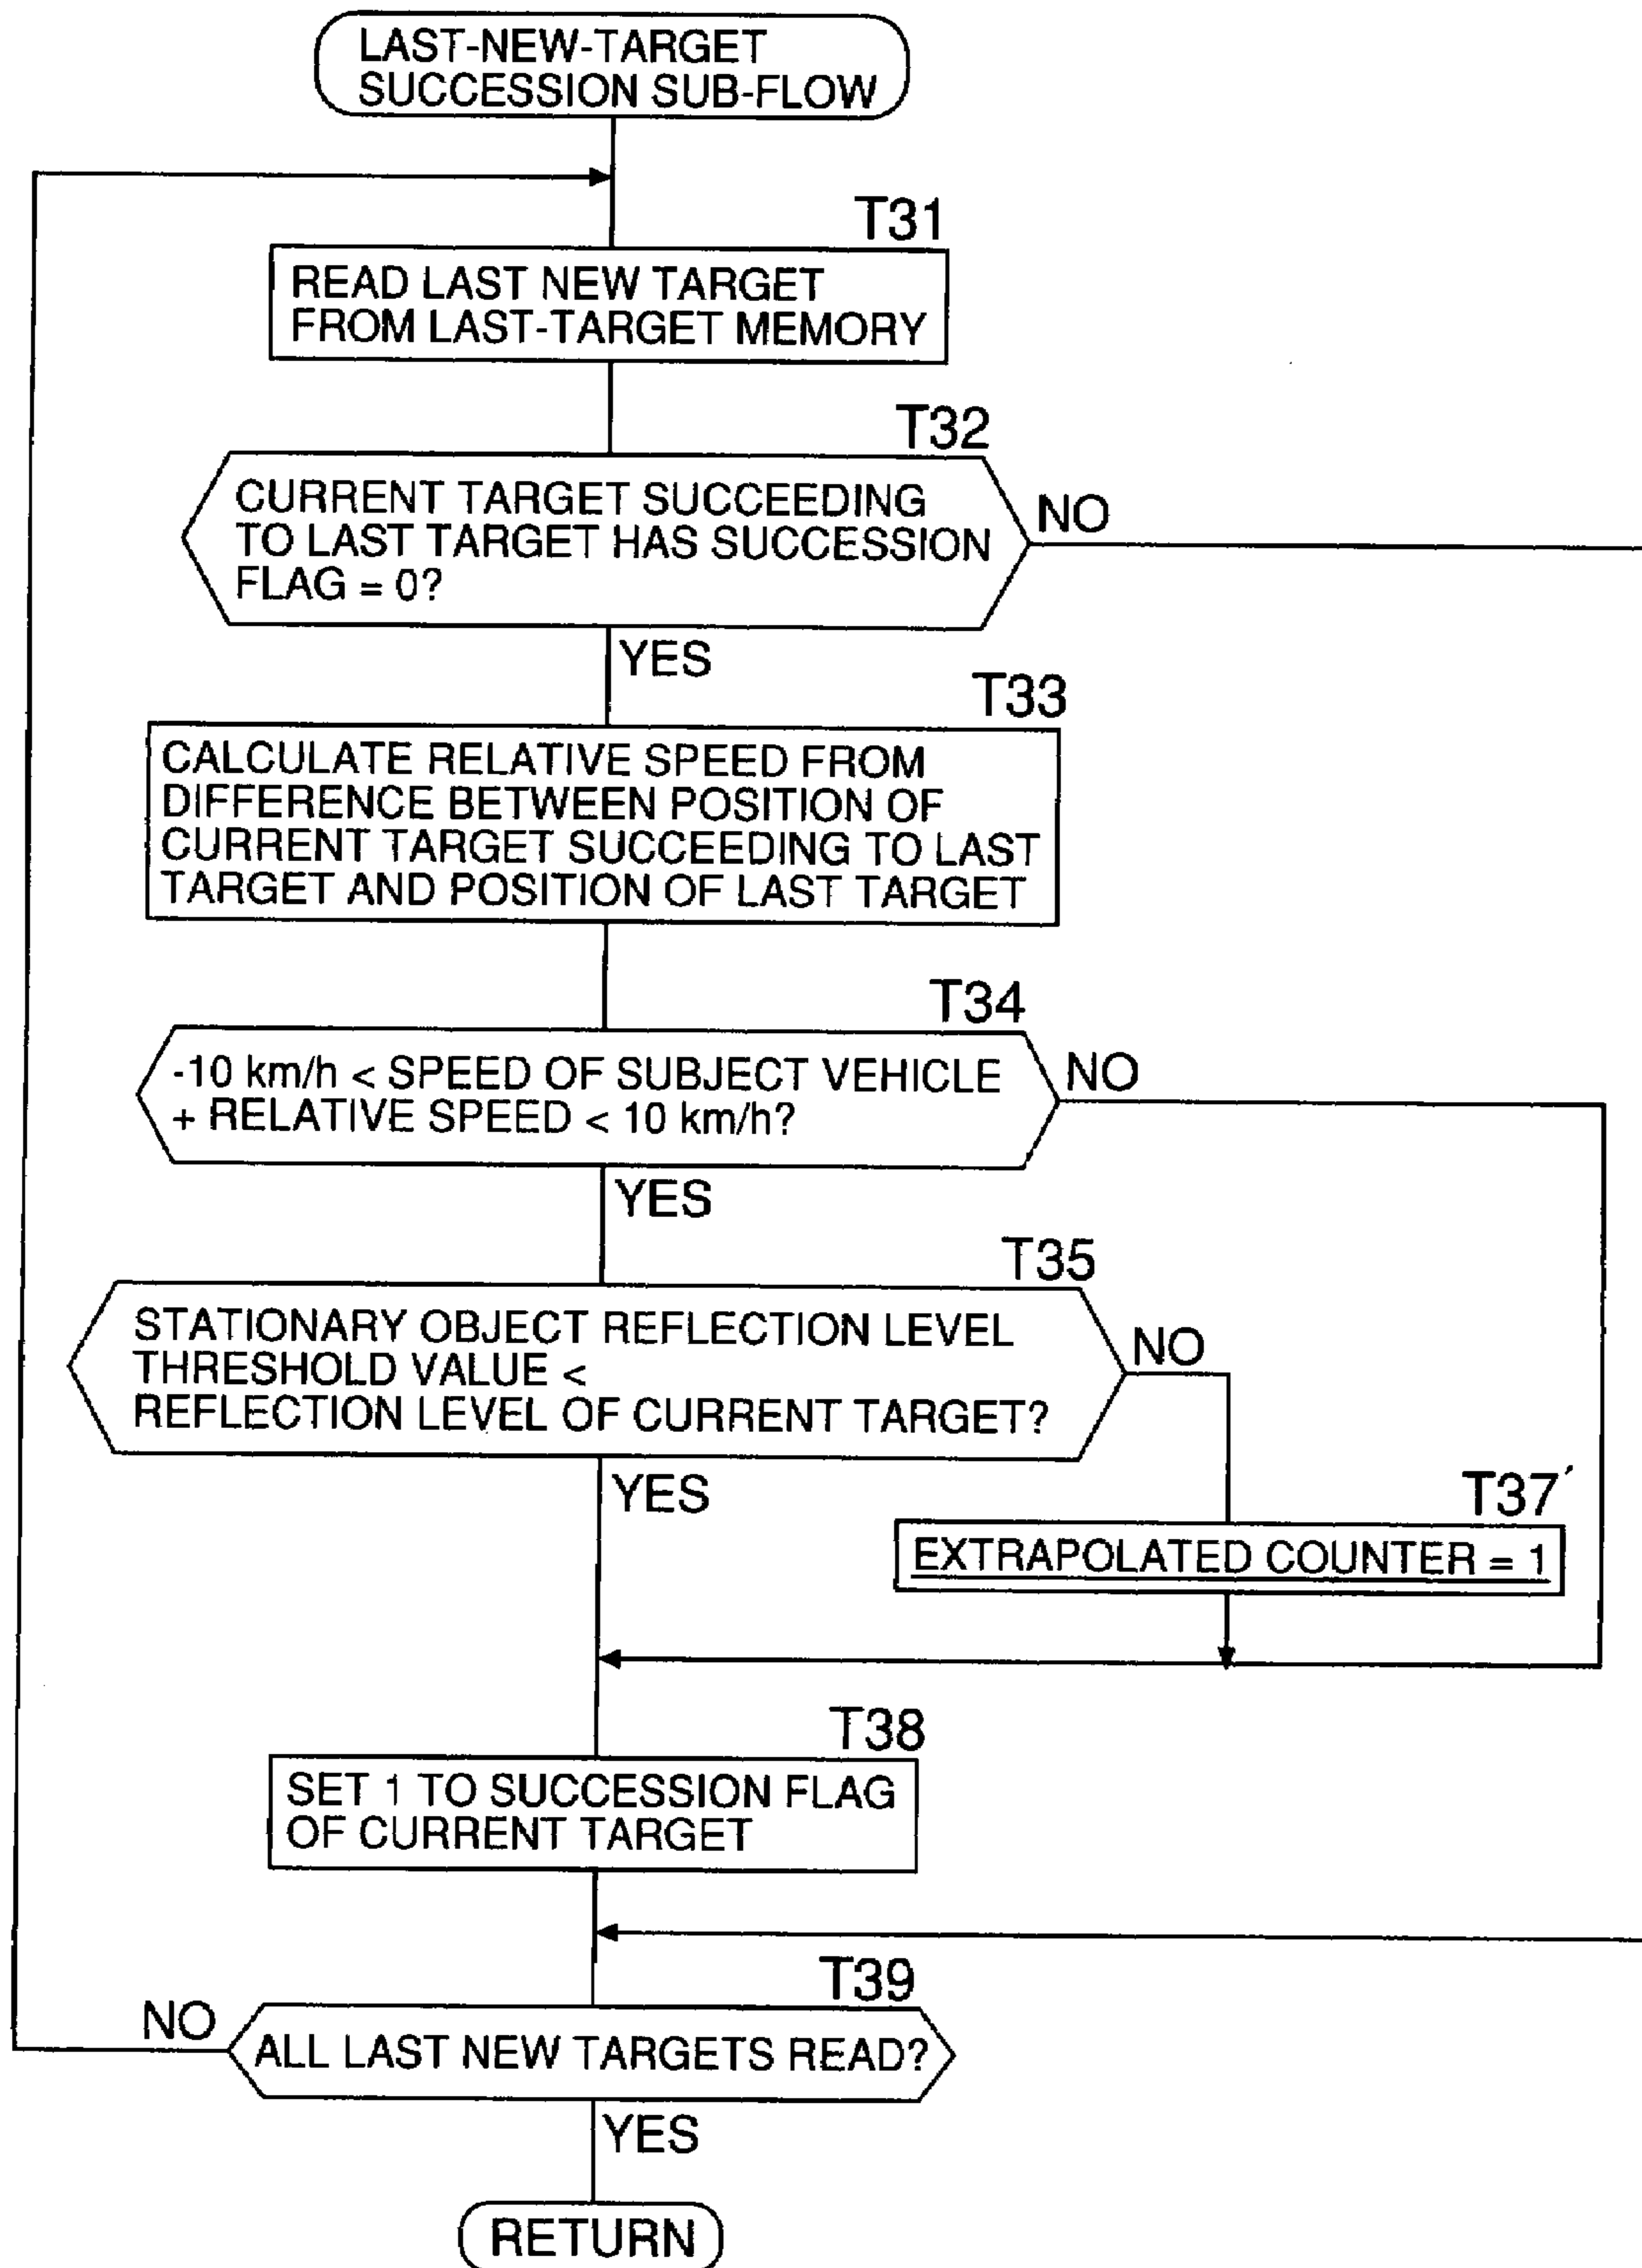 LAST-NEW-TARGET
SUCCESSION SUB-FLOW
T31
READ LAST NEW TARGET
FROM LAST-TARGET MEMORY
T32
CURRENT TARGET SUCCEEDING
TO LAST TARGET HAS SUCCESSION
FLAG = 0?
NO
YES
T33
CALCULATE RELATIVE SPEED FROM
DIFFERENCE BETWEEN POSITION OF
CURRENT TARGET SUCCEEDING TO LAST
TARGET AND POSITION OF LAST TARGET
T34
-10 km/h < SPEED OF SUBJECT VEHICLE
+ RELATIVE SPEED < 10 km/h?
NO
YES
T35
STATIONARY OBJECT REFLECTION LEVEL
THRESHOLD VALUE <
REFLECTION LEVEL OF CURRENT TARGET?
NO
YES
T37´
EXTRAPOLATED COUNTER = 1
T38
SET 1 TO SUCCESSION FLAG
OF CURRENT TARGET
T39
NO
ALL LAST NEW TARGETS READ?
YES
RETURN